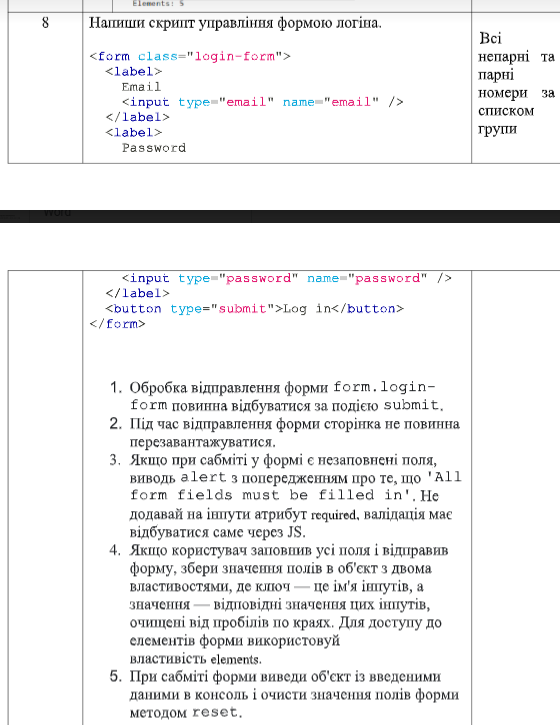 Elements: 5
8
Напиши скрипт управління формою логіна.
Всі
непарні та
парні
номери за
списком
групи
<form class="login-form">
<label>
Email
<input type="email" name="email" />
</label>
<label>
Password
Word
<input type="password" name="password" />
</label>
<button type="submit">Log in</button>
</form>
1. Обробка відправлення форми form.login-
form повинна відбуватися за подією submit.
2. Під час відправлення форми сторінка не повинна
перезавантажуватися.
3. Якщо при сабміті у формі є незаповнені поля,
виводь alert з попередженням про те, що 'All
form fields must be filled in'. Не
додавай на інпути атрибут required, валідація має
відбуватися саме через JS.
4. Якщо користувач заповнив усі поля і відправив
форму, збери значення полів в об'єкт з двома
властивостями, де ключ — це ім'я інпутів, а
значення — відповідні значення цих інпутів,
очищені від пробілів по краях. Для доступу до
елементів форми використовуй
властивість elements.
5. При сабміті форми виведи об'єкт із введеними
даними в консоль і очисти значення полів форми
методом reset.